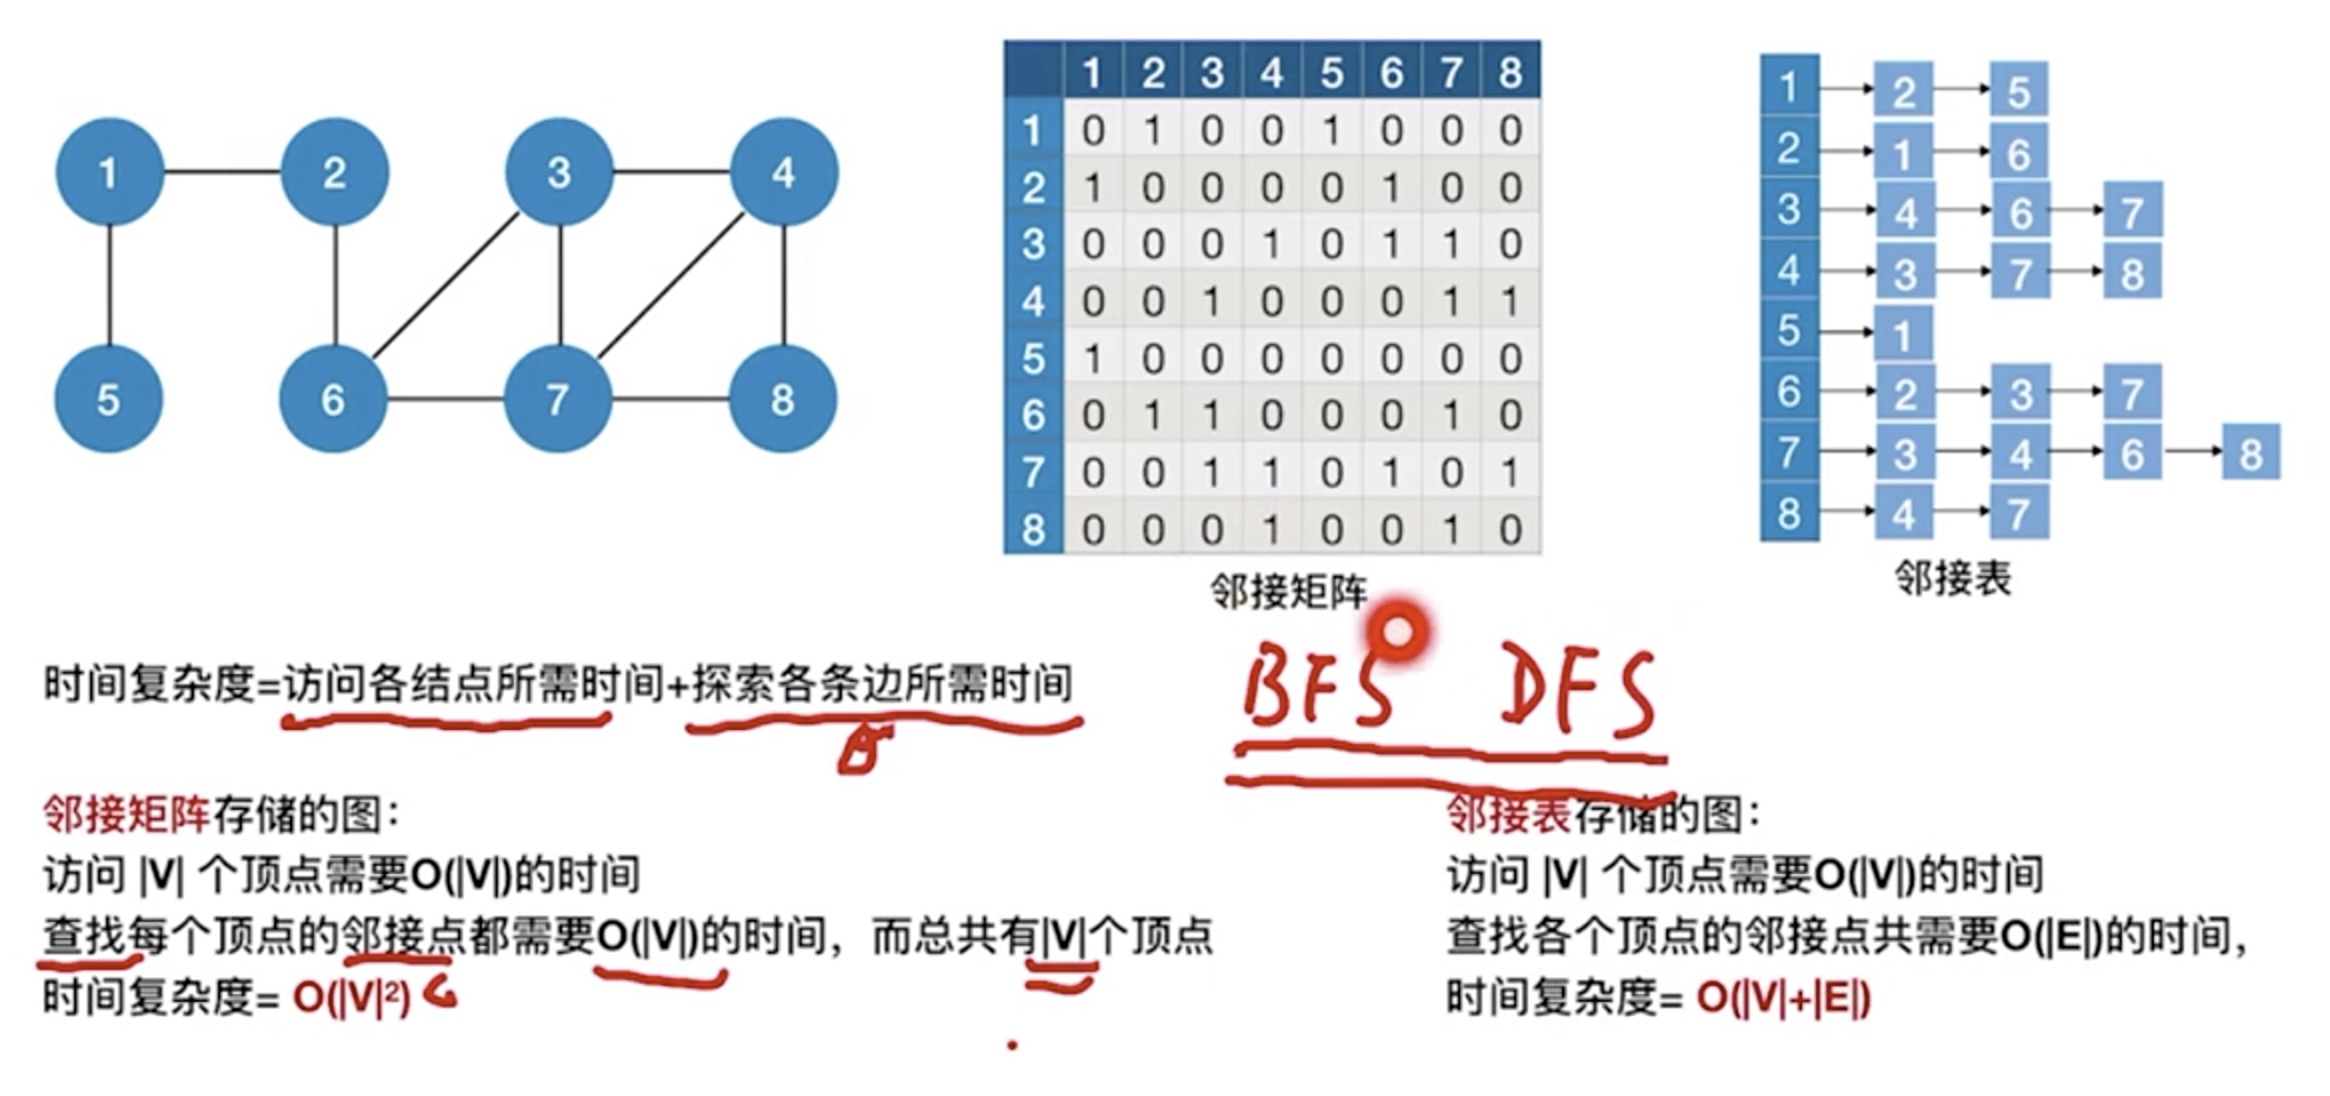 1 2 3 4
5 6 7 8
1 2 3 4 5 6 7 8
1 0 1 0 0 1 0 0 0
2 1 0 0 0 0 1 0 0
3 0 0 0 1 0 1 1 0
4 0 0 1 0 0 0 1 1
5 1 0 0 0 0 0 0 0
6 0 1 1 0 0 0 1 0
7 0 0 1 1 0 1 0 1
8 0 0 0 1 0 0 1 0
邻接矩阵
1 2 5
2 1 6
3 4 6 7
4 3 7 8
5 1
6 2 3 7
7 3 4 6 8
8 4 7
邻接表
时间复杂度=访问各结点所需时间+探索各条边所需时间
BFS DFS
邻接矩阵存储的图：
访问 |V| 个顶点需要O(|V|)的时间
查找每个顶点的邻接点都需要O(|V|)的时间，而总共有|V|个顶点
时间复杂度= O(|V|²)
邻接表存储的图：
访问 |V| 个顶点需要O(|V|)的时间
查找各个顶点的邻接点共需要O(|E|)的时间，
时间复杂度= O(|V|+|E|)